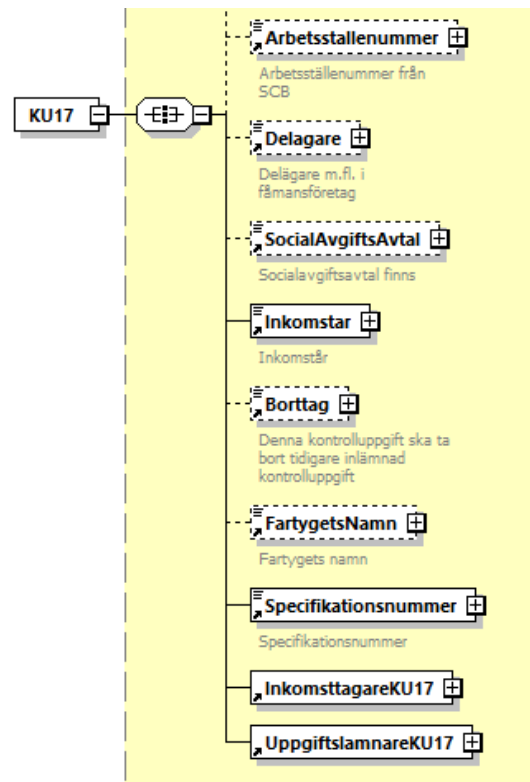 KU17
Arbetsstallenummer
Arbetsställenummer från
SCB
Delagare
Delägare m.fl. i
fåmansföretag
SocialAvgiftsAvtal
Socialavgiftsavtal finns
Inkomstar
Inkomstår
Borttag
Denna kontrolluppgift ska ta
bort tidigare inlämnad
kontrolluppgift
FartygetsNamn
Fartygets namn
Specifikationsnummer
Specifikationsnummer
InkomsttagareKU17
UppgiftslamnareKU17